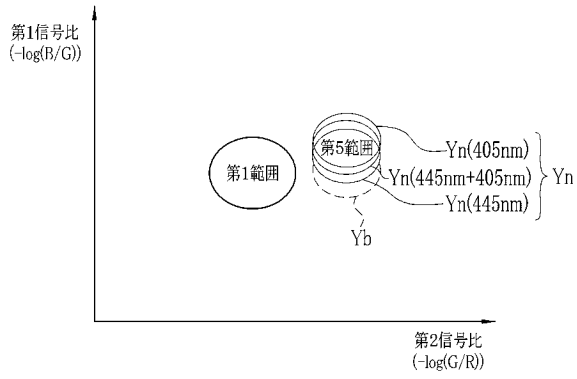 第1信号比
(-log(B/G))
第1範囲
第5範囲
Yn(405nm)
Yn(445nm+405nm)
Yn(445nm)
Yn
Yb
第2信号比
(-log(G/R))